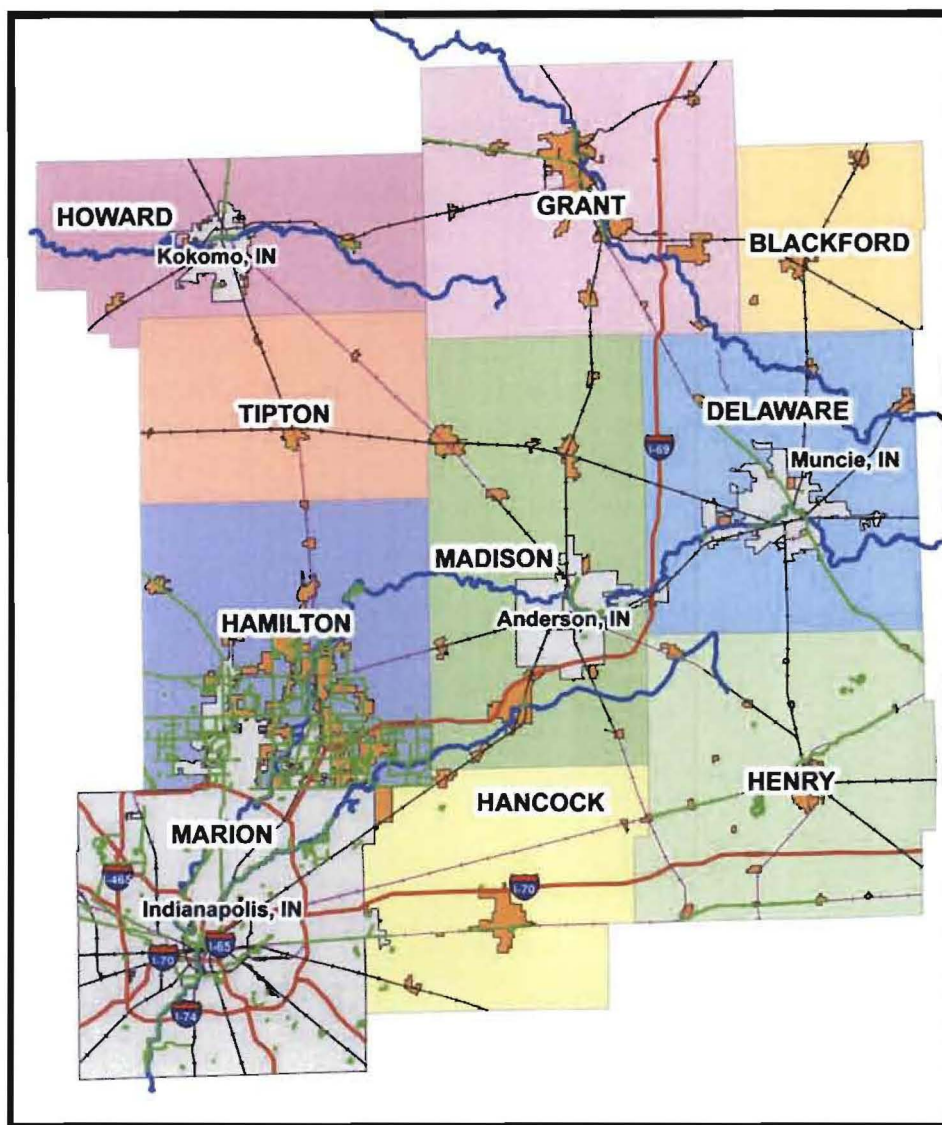 HOWARD
Kokomo, IN
GRANT
BLACKFORD
TIPTON
DELAWARE
I-69
Muncie, IN
MADISON
HAMILTON
Anderson, IN
HENRY
HANCOCK
MARION
I-465
I-70
Indianapolis, IN
I-65
I-70
I-74